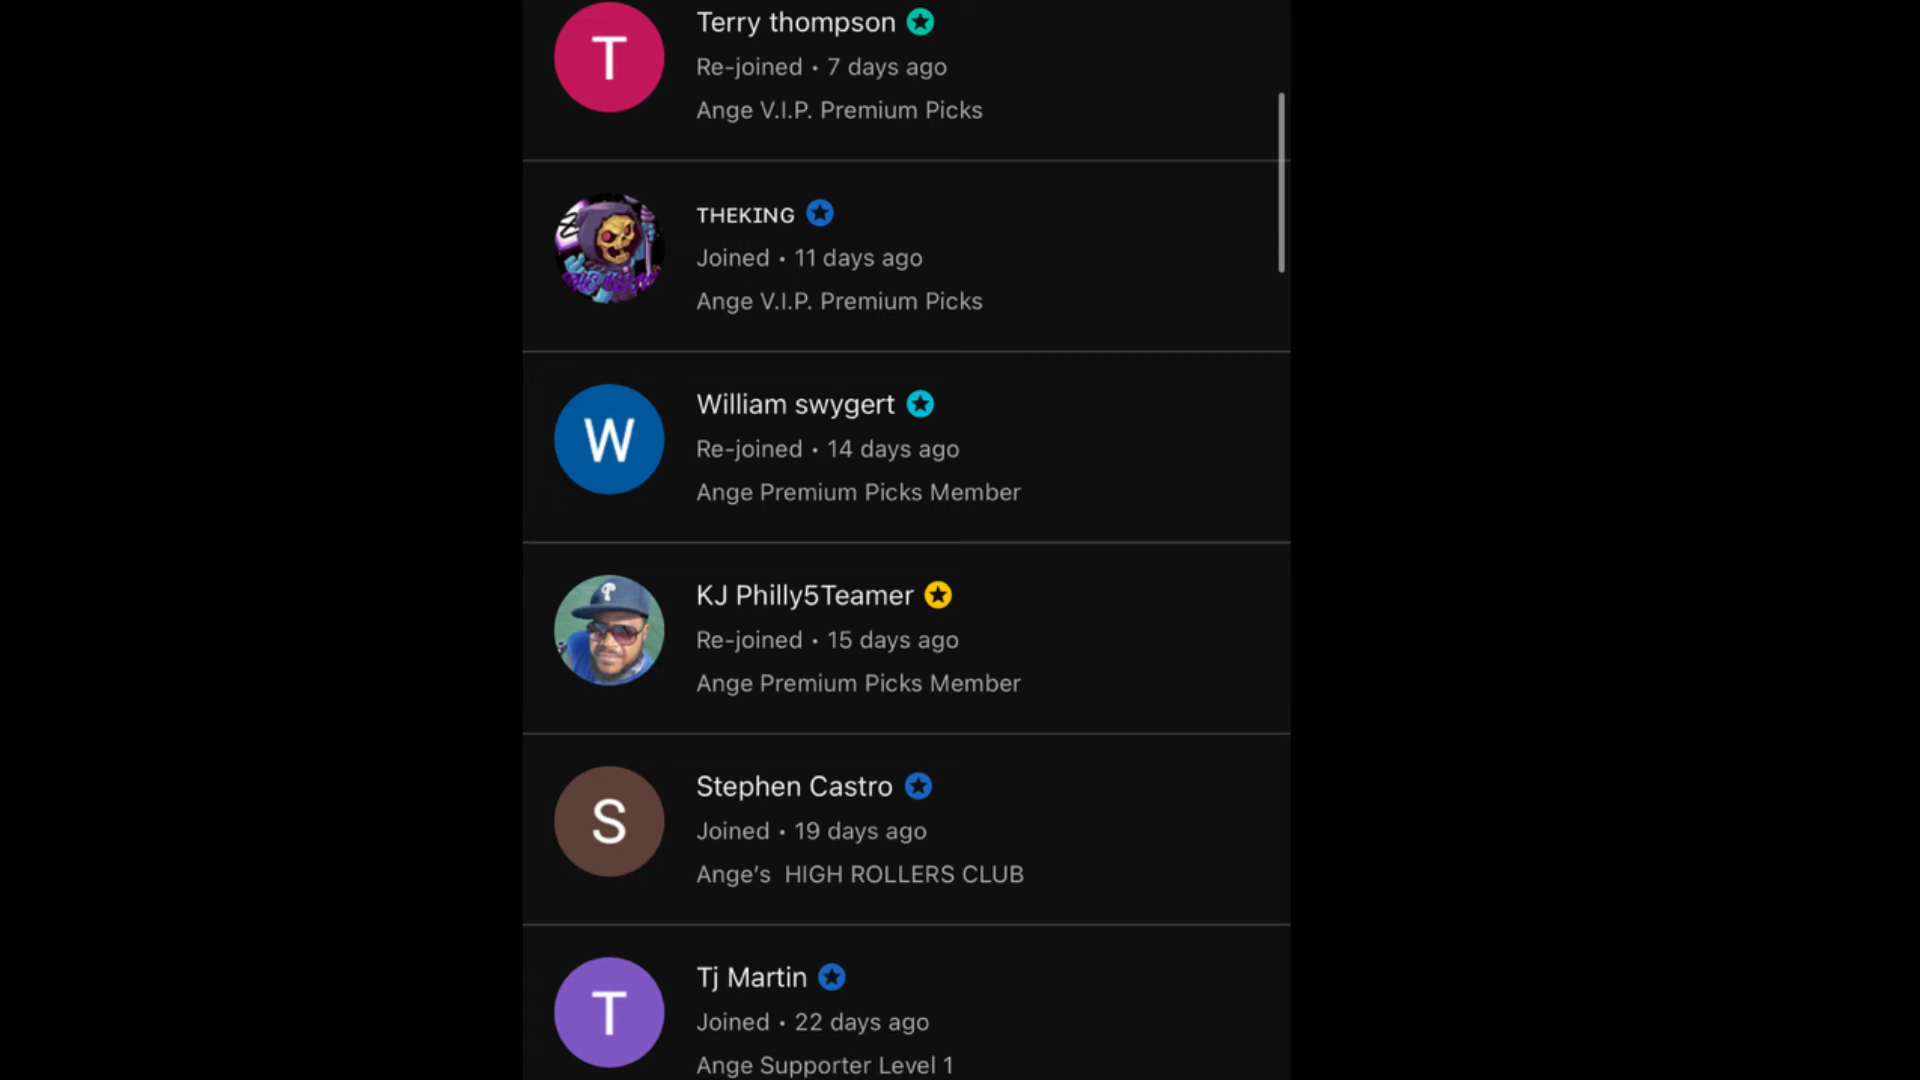 T
Terry thompson
Re-joined • 7 days ago
Ange V.I.P. Premium Picks
ᴛHEKING
Joined • 11 days ago
Ange V.I.P. Premium Picks
W
William swygert
Re-joined • 14 days ago
Ange Premium Picks Member
KJ Philly5Teamer
Re-joined • 15 days ago
Ange Premium Picks Member
S
Stephen Castro
Joined • 19 days ago
Ange’s  HIGH ROLLERS CLUB
T
Tj Martin
Joined • 22 days ago
Ange Supporter Level 1